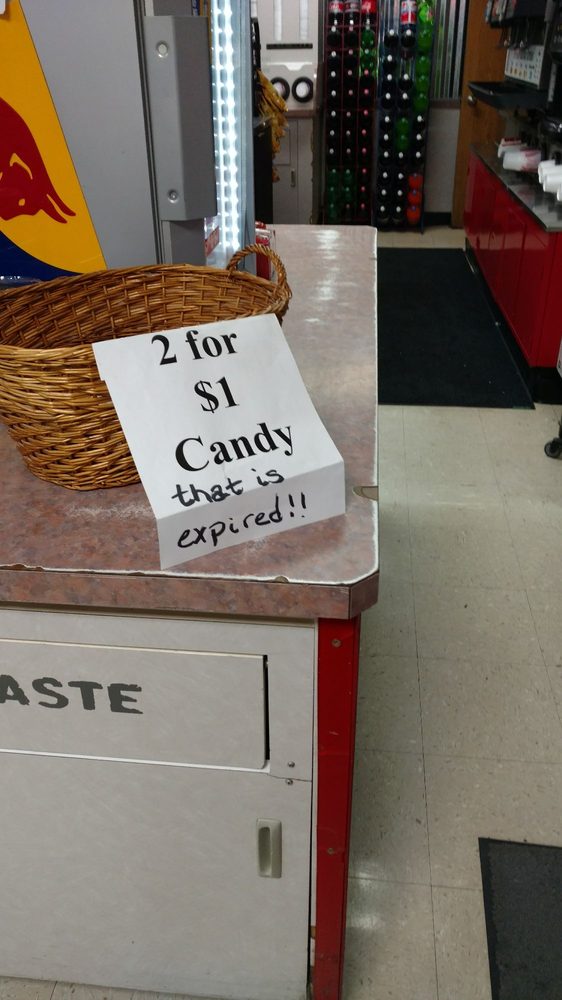 2 for
$1
Candy
that is
expired!!
ASTE